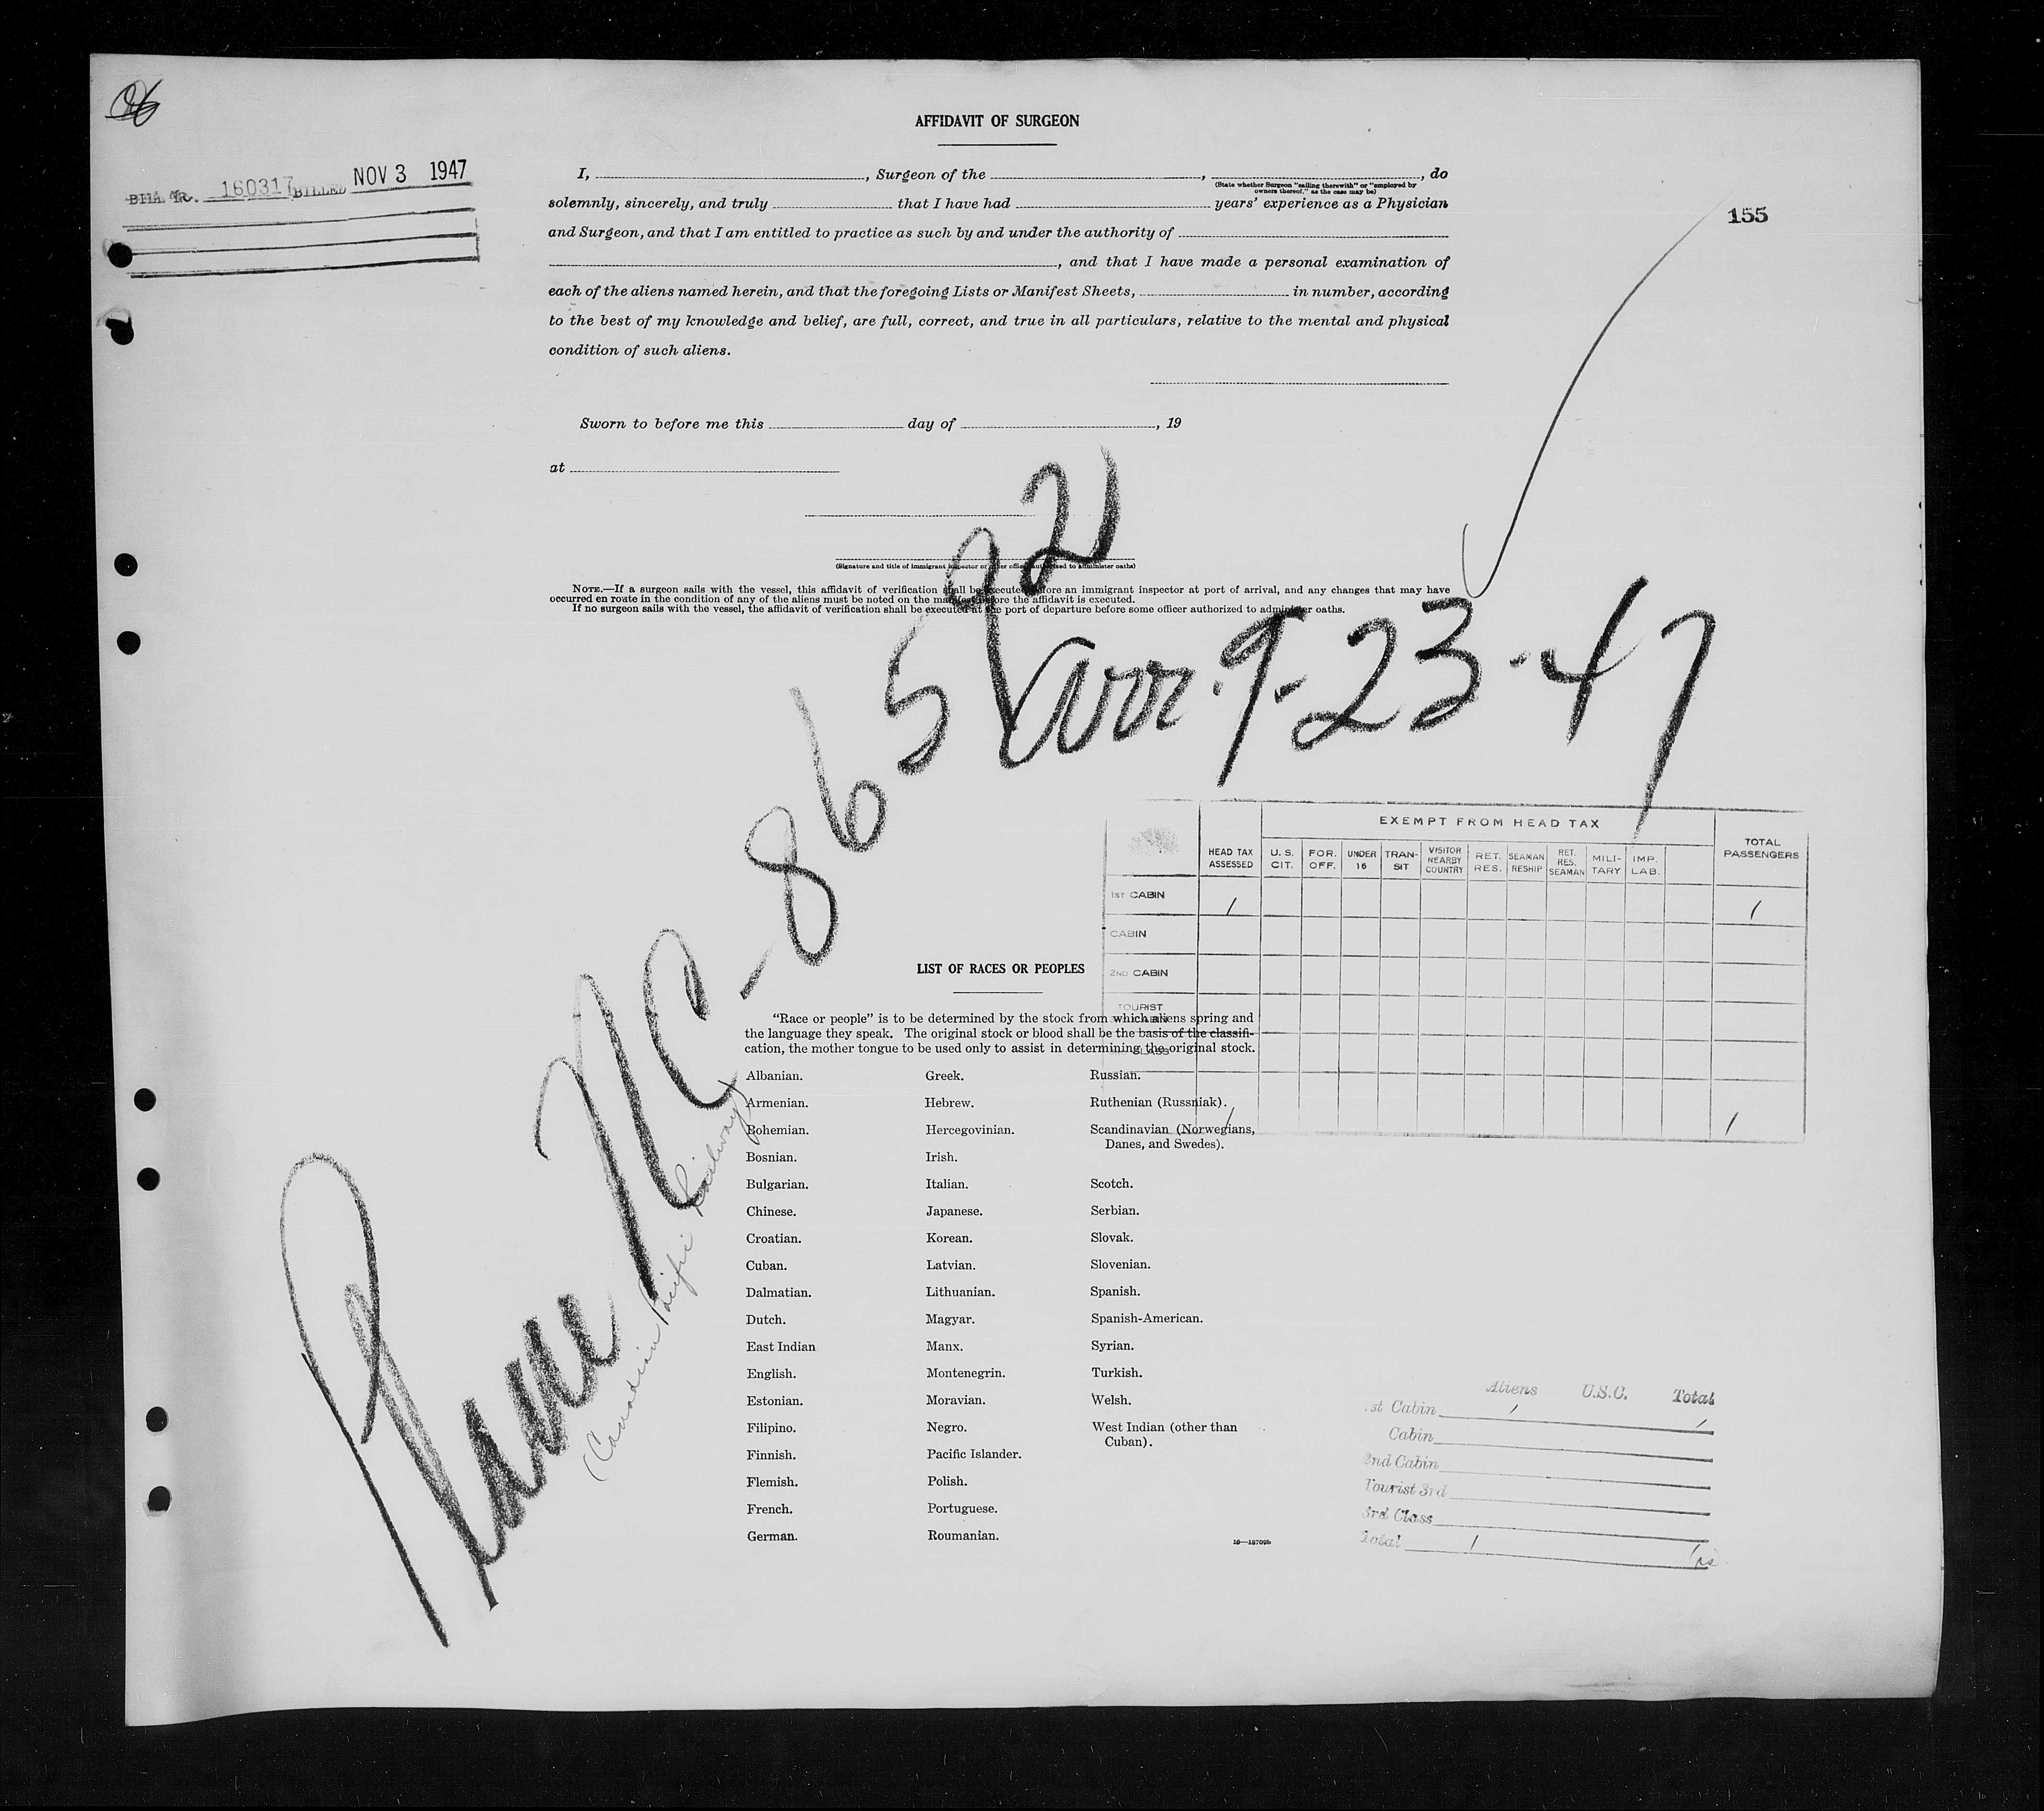 AFFIDAVIT OF SURGEON
160317 BILLED NOV 3 1947
155
I, , Surgeon of the , , do
(State whether Surgeon "sailing therewith" or "employed by
owners thereof," as the case may be)
solemnly, sincerely, and truly that I have had years' experience as a Physician
and Surgeon, and that I am entitled to practice as such by and under the authority of
, and that I have made a personal examination of
each of the aliens named herein, and that the foregoing Lists or Manifest Sheets, in number, according
to the best of my knowledge and belief, are full, correct, and true in all particulars, relative to the mental and physical
condition of such aliens.
Sworn to before me this day of , 19
at
(Signature and title of immigrant inspector or other officer authorized to administer oaths)
NOTE.—If a surgeon sails with the vessel, this affidavit of verification shall be executed before an immigrant inspector at port of arrival, and any changes that may have
occurred en route in the condition of any of the aliens must be noted on the manifest before the affidavit is executed.
If no surgeon sails with the vessel, the affidavit of verification shall be executed at the port of departure before some officer authorized to administer oaths.
Plane NC-865992
arr. 9-23-47
(Canadian Pacific Railway)
EXEMPT FROM HEAD TAX
HEAD TAX ASSESSED U.S. CIT. FOR. OFF. UNDER 16 TRAN-SIT VISITOR NEARBY COUNTRY RET. RES. SEAMAN RESHIP RET. RES. SEAMAN MILI-TARY IMP. LAB. TOTAL PASSENGERS
1ST CABIN 1 1
CABIN
2ND CABIN
TOURIST
CLASS
1 1
LIST OF RACES OR PEOPLES
"Race or people" is to be determined by the stock from which aliens spring and
the language they speak. The original stock or blood shall be the basis of the classifi-
cation, the mother tongue to be used only to assist in determining the original stock.
Albanian. Greek. Russian.
Armenian. Hebrew. Ruthenian (Russniak).
Bohemian. Hercegovinian. Scandinavian (Norwegians,
Danes, and Swedes).
Bosnian. Irish.
Bulgarian. Italian. Scotch.
Chinese. Japanese. Serbian.
Croatian. Korean. Slovak.
Cuban. Latvian. Slovenian.
Dalmatian. Lithuanian. Spanish.
Dutch. Magyar. Spanish-American.
East Indian Manx. Syrian.
English. Montenegrin. Turkish.
Estonian. Moravian. Welsh.
Filipino. Negro. West Indian (other than
Cuban).
Finnish. Pacific Islander.
Flemish. Polish.
French. Portuguese.
German. Roumanian.
16—18709b
Aliens U.S.C. Total
st Cabin 1 1
Cabin
2nd Cabin
Tourist 3rd
3rd Class
Total 1 1